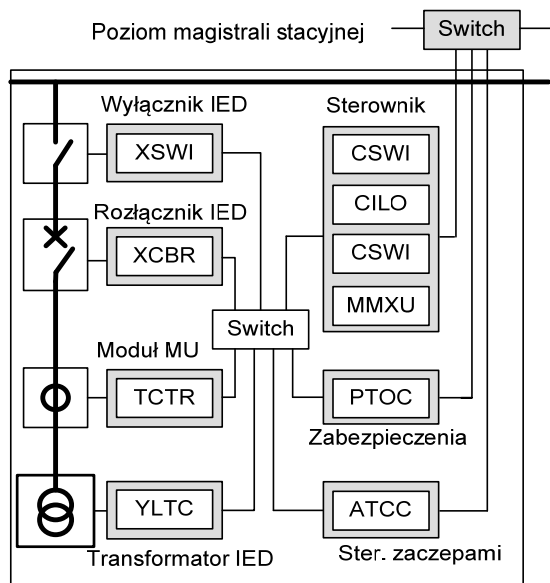 Poziom magistrali stacyjnej
Switch
Wyłącznik IED
XSWI
Rozłącznik IED
XCBR
Switch
Moduł MU
TCTR
YLTC
Transformator IED
Sterownik
CSWI
CILO
CSWI
MMXU
PTOC
Zabezpieczenia
ATCC
Ster. zaczepami